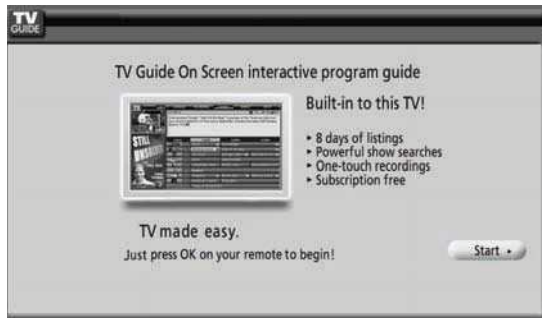 TV
GUIDE
TV Guide On Screen interactive program guide
Built-in to this TV!
▸ 8 days of listings
▸ Powerful show searches
▸ One-touch recordings
▸ Subscription free
TV made easy.
Just press OK on your remote to begin!
Start ▸